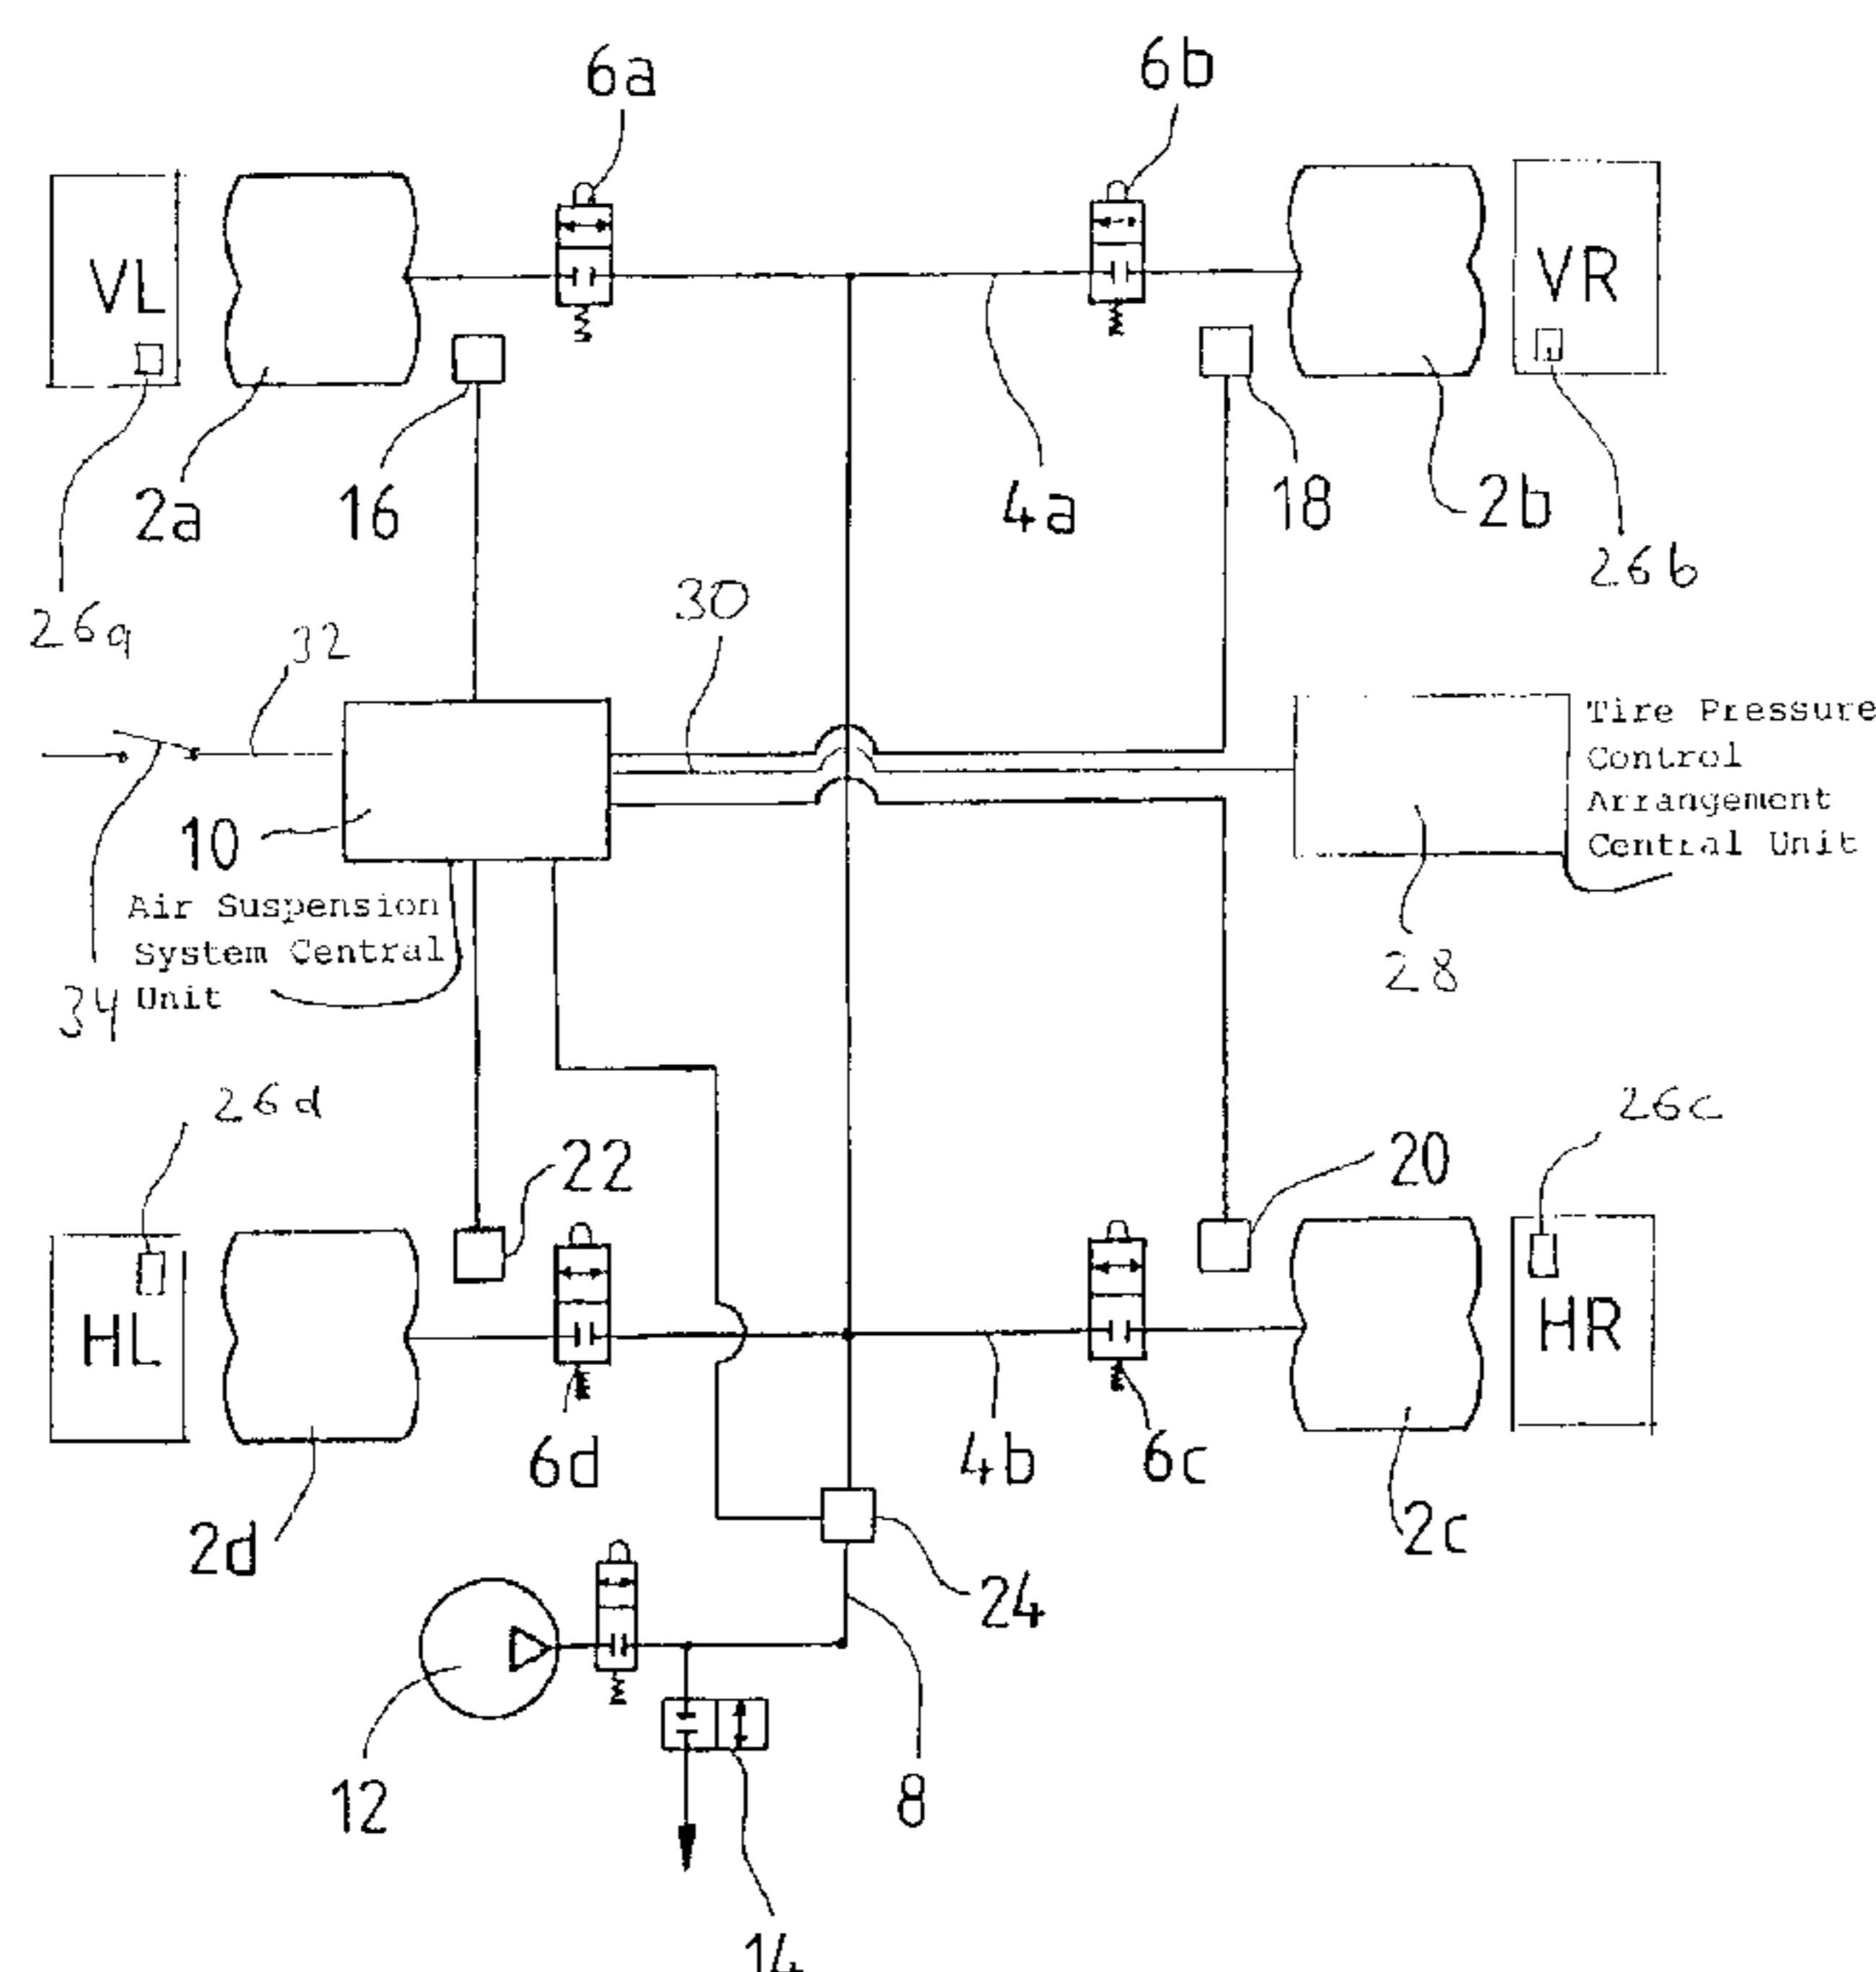 6a
6b
VL
VR
2a
16
4a
18
2b
26a
26b
30
32
Tire Pressure
Control
Arrangement
Central Unit
10
Air Suspension
System Central
Unit
34
28
26d
26c
22
20
HL
HR
6d
4b
6c
2d
2c
24
12
8
14